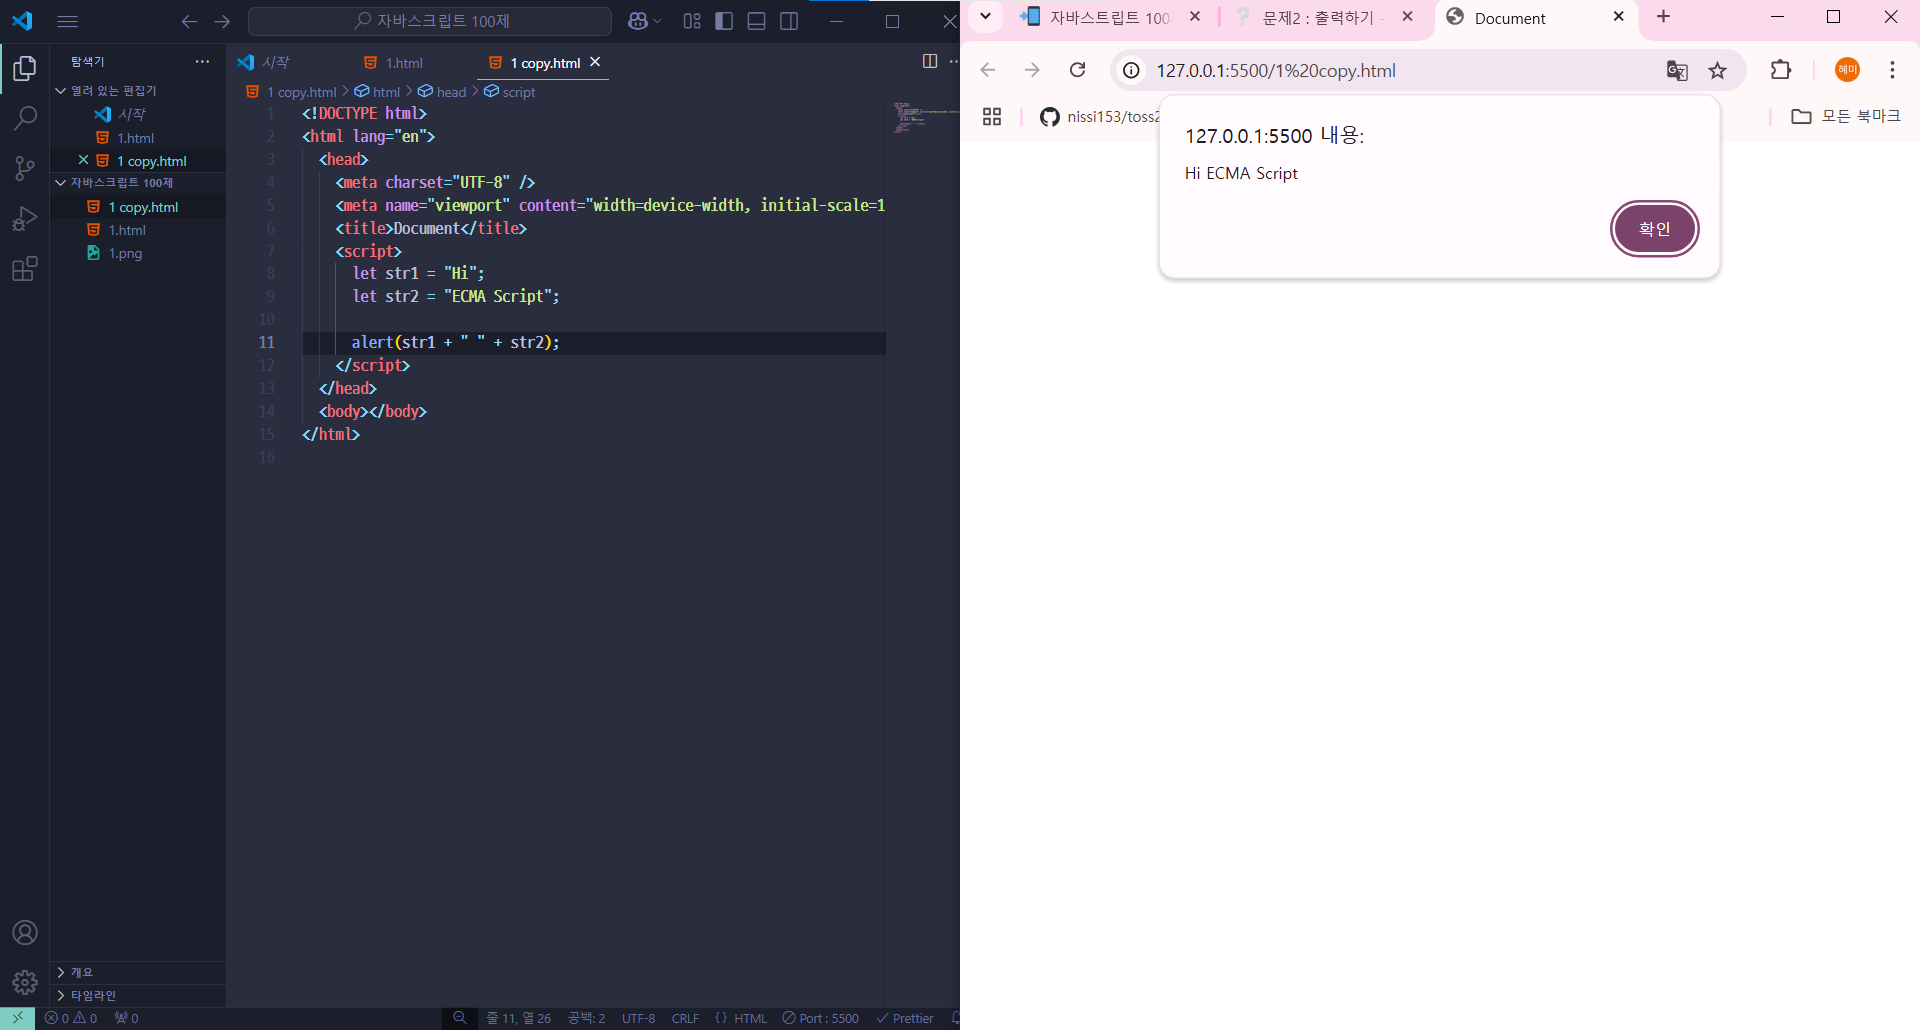 자바스크립트 100제
탐색기
열려 있는 편집기
시작
1.html
1 copy.html
자바스크립트 100제
1 copy.html
1.html
1.png
개요
타임라인
시작
1.html
1 copy.html
1 copy.html > html > head > script
1 <!DOCTYPE html>
2 <html lang="en">
3 <head>
4 <meta charset="UTF-8" />
5 <meta name="viewport" content="width=device-width, initial-scale=1
6 <title>Document</title>
7 <script>
8 let str1 = "Hi";
9 let str2 = "ECMA Script";
10
11 alert(str1 + " " + str2);
12 </script>
13 </head>
14 <body></body>
15 </html>
16
0 0 0
줄 11, 열 26 공백: 2 UTF-8 CRLF {} HTML Port : 5500 Prettier
자바스트립트 100
문제2 : 출력하기 -
Document
127.0.0.1:5500/1%20copy.html
혜미
nissi153/toss2
모든 북마크
127.0.0.1:5500 내용:
Hi ECMA Script
확인